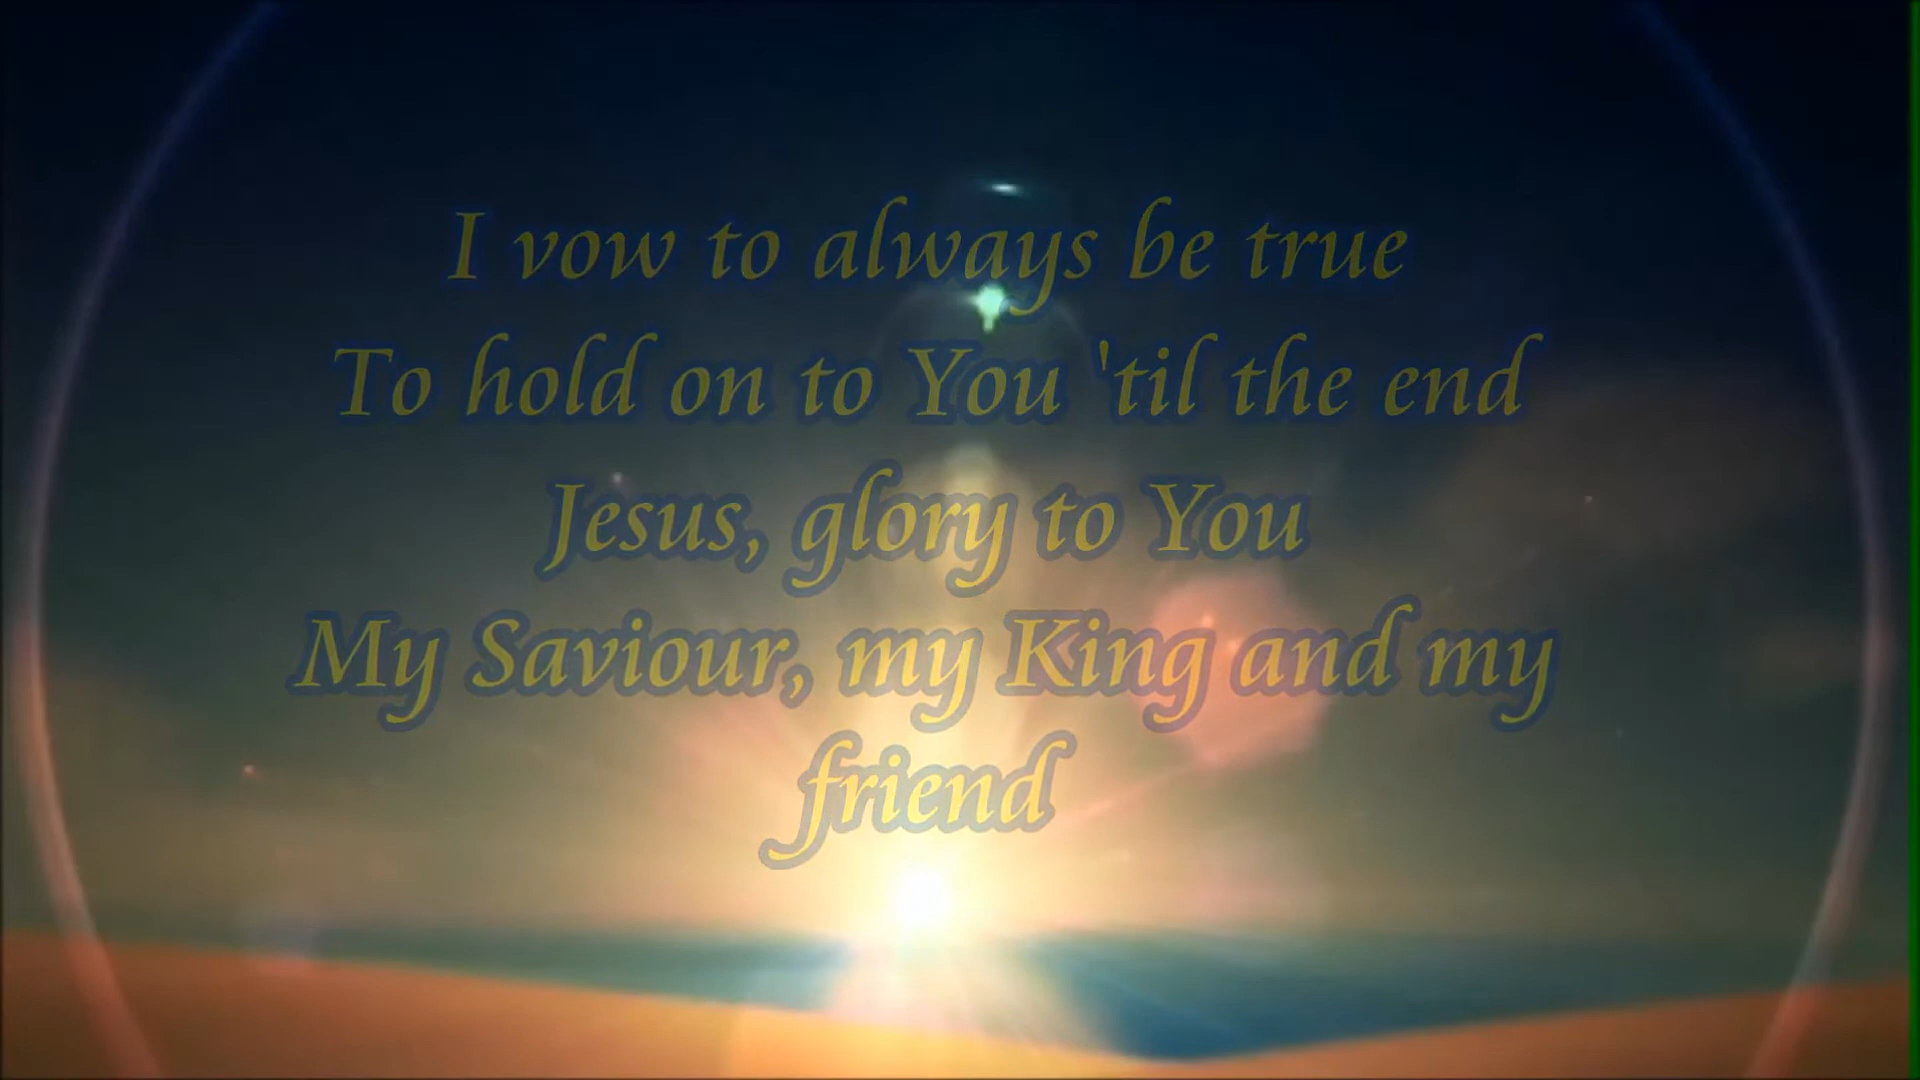 I vow to always be true
To hold on to You 'til the end
Jesus, glory to You
My Saviour, my King and my
friend